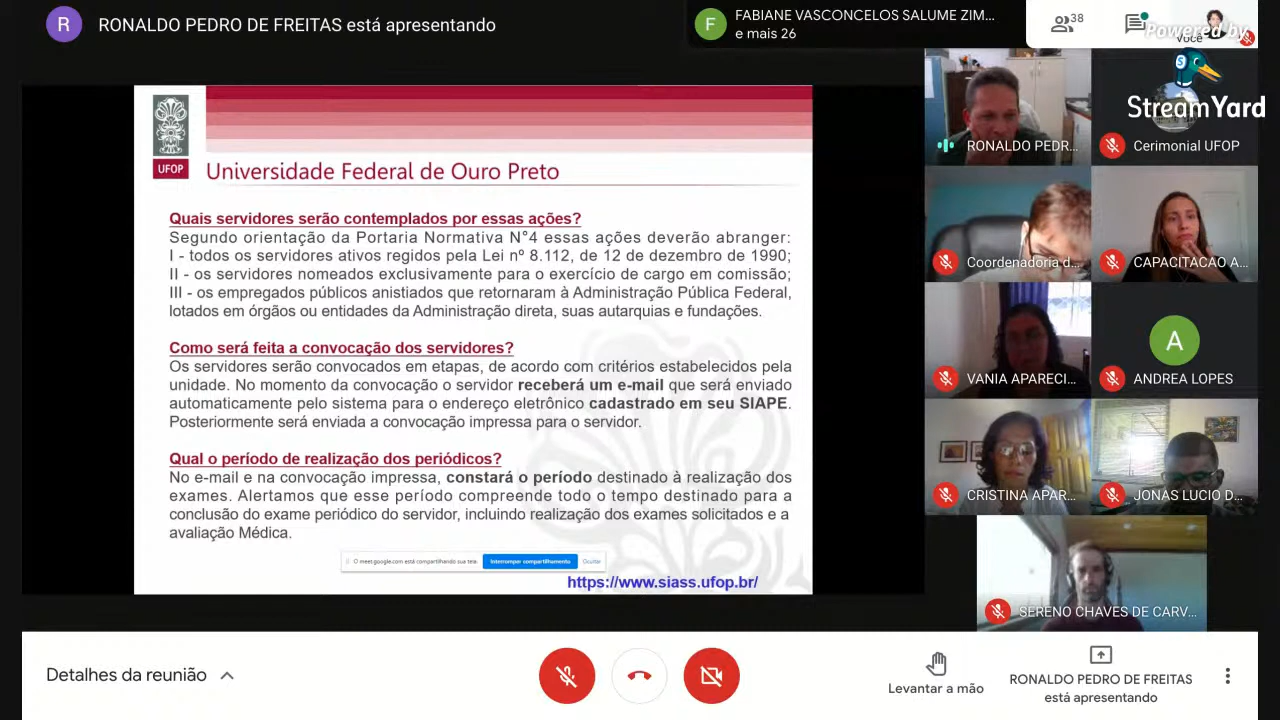 R
RONALDO PEDRO DE FREITAS está apresentando
F
FABIANE VASCONCELOS SALUME ZIM...
e mais 26
38
Você
Powered by
StreamYard
UFOP
Universidade Federal de Ouro Preto
Quais servidores serão contemplados por essas ações?
Segundo orientação da Portaria Normativa N°4 essas ações deverão abranger:
I - todos os servidores ativos regidos pela Lei nº 8.112, de 12 de dezembro de 1990;
II - os servidores nomeados exclusivamente para o exercício de cargo em comissão;
III - os empregados públicos anistiados que retornaram à Administração Pública Federal,
lotados em órgãos ou entidades da Administração direta, suas autarquias e fundações.
Como será feita a convocação dos servidores?
Os servidores serão convocados em etapas, de acordo com critérios estabelecidos pela
unidade. No momento da convocação o servidor receberá um e-mail que será enviado
automaticamente pelo sistema para o endereço eletrônico cadastrado em seu SIAPE.
Posteriormente será enviada a convocação impressa para o servidor.
Qual o período de realização dos periódicos?
No e-mail e na convocação impressa, constará o período destinado à realização dos
exames. Alertamos que esse período compreende todo o tempo destinado para a
conclusão do exame periódico do servidor, incluindo realização dos exames solicitados e a
avaliação Médica.
O meet.google.com está compartilhando sua tela.
Interromper compartilhamento
Ocultar
https://www.siass.ufop.br/
RONALDO PEDR...
Cerimonial UFOP
Coordenadoria d...
CAPACITACAO A...
VANIA APARECI...
A
ANDREA LOPES
CRISTINA APAR...
JONAS LUCIO D...
SERENO CHAVES DE CARV...
Detalhes da reunião
Levantar a mão
RONALDO PEDRO DE FREITAS
está apresentando